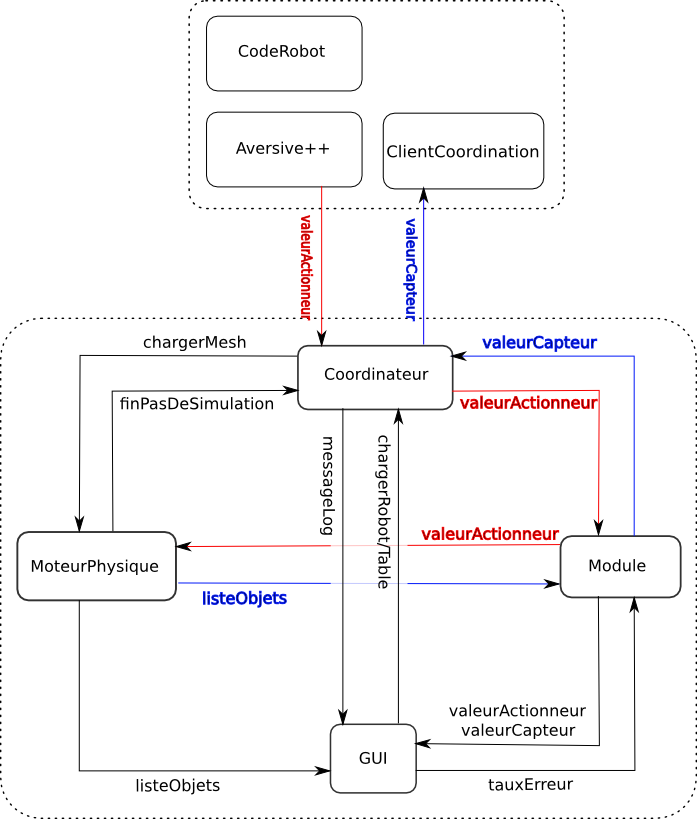 CodeRobot
Aversive++
ClientCoordination
valeurActionneur
valeurCapteur
chargerMesh
valeurCapteur
Coordinateur
finPasDeSimulation
valeurActionneur
messageLog
chargerRobot/Table
valeurActionneur
MoteurPhysique
Module
listeObjets
valeurActionneur
valeurCapteur
GUI
listeObjets
tauxErreur